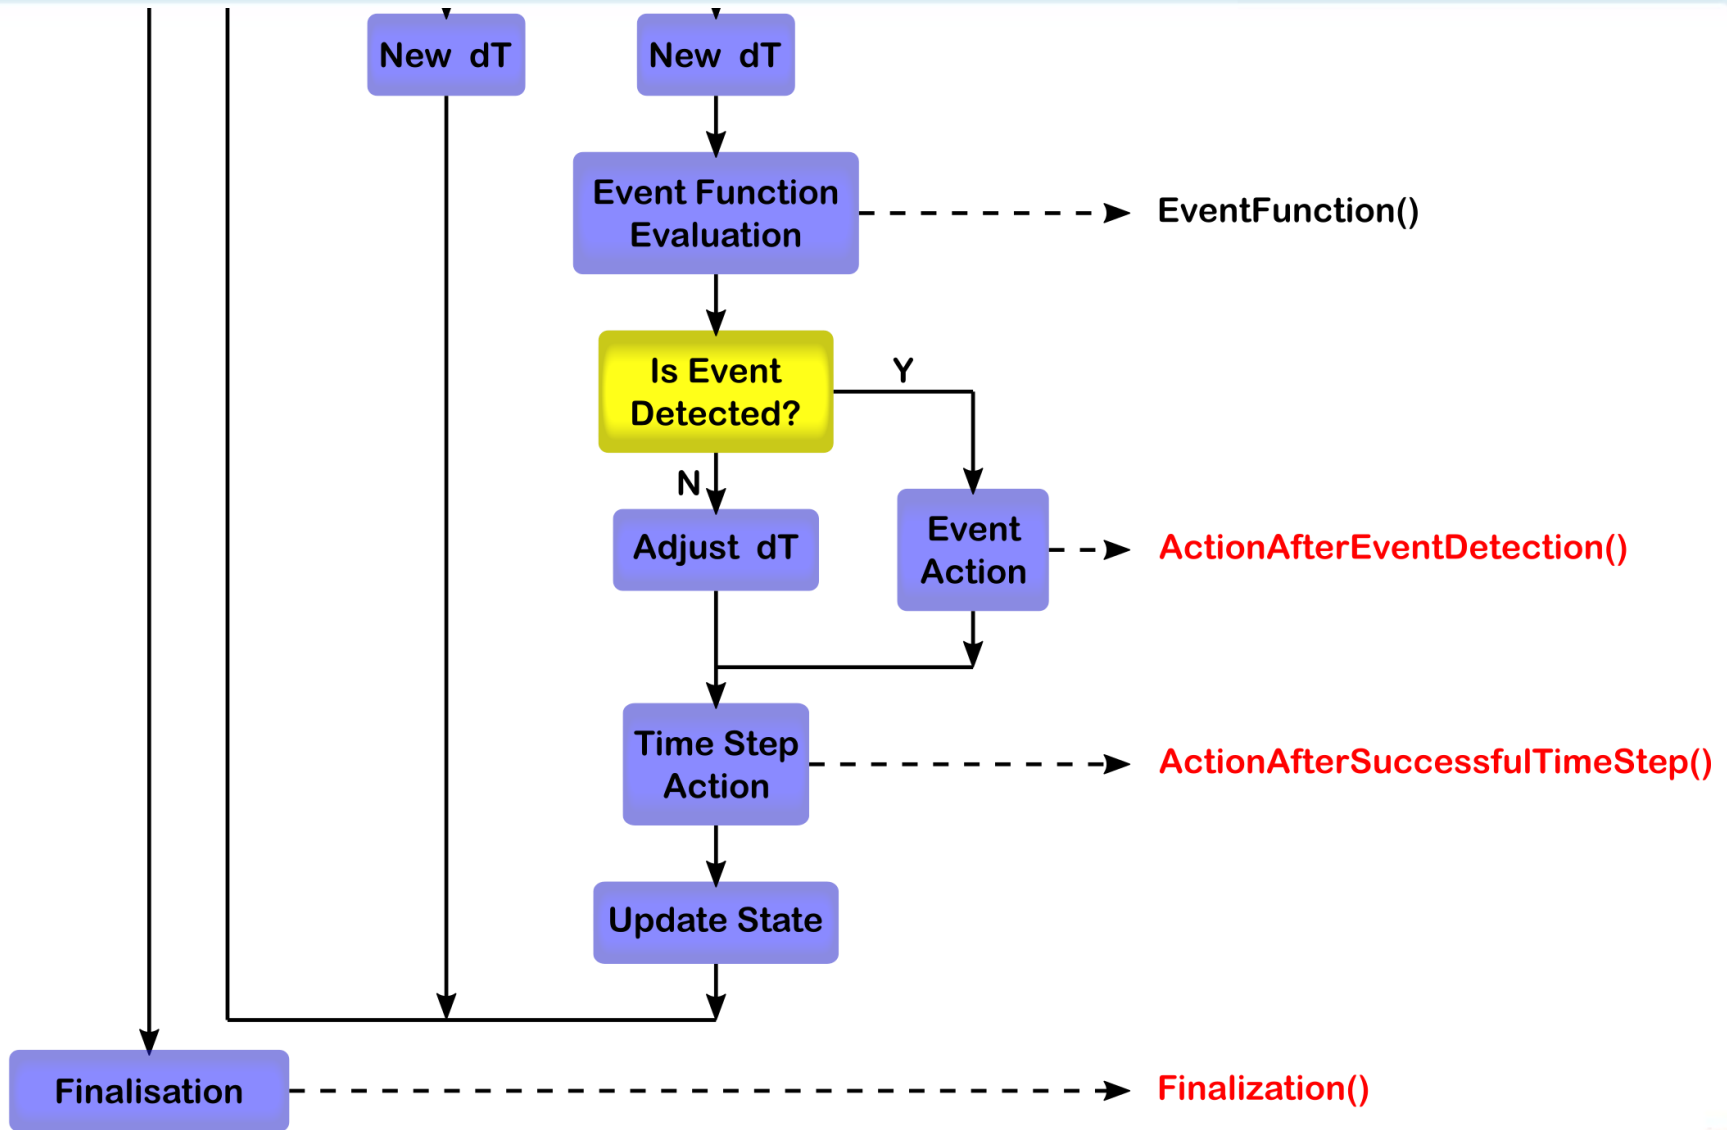 New dT
New dT
Event Function
Evaluation
EventFunction()
Is Event
Detected?
Y
N
Adjust dT
Event
Action
ActionAfterEventDetection()
Time Step
Action
ActionAfterSuccessfulTimeStep()
Update State
Finalisation
Finalization()